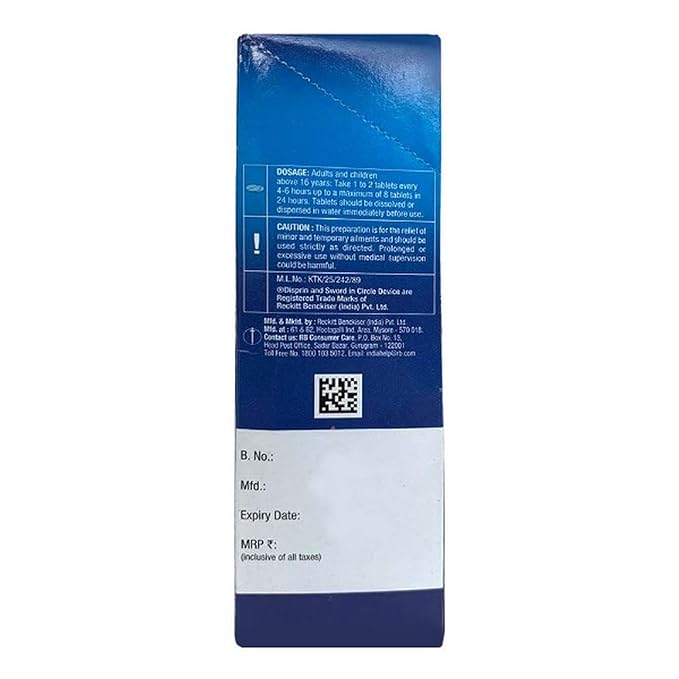 DOSAGE: Adults and children
above 16 years: Take 1 to 2 tablets every
4-6 hours up to a maximum of 8 tablets in
24 hours. Tablets should be dissolved or
dispersed in water immediately before use.
! CAUTION : This preparation is for the relief of
minor and temporary ailments and should be
used strictly as directed. Prolonged or
excessive use without medical supervision
could be harmful.
M.L.No.: KTK/25/242/89
®Disprin and Sword in Circle Device are
Registered Trade Marks of
Reckitt Benckiser (India) Pvt. Ltd.
Mfd. & Mktd. by : Reckitt Benckiser (India) Pvt. Ltd.
Mfd. at : 61 & 62, Hootagalli Ind. Area, Mysore - 570 018.
Contact us: RB Consumer Care, P.O. Box No. 13,
Head Post Office, Sadar Bazar, Gurugram - 122001
Toll Free No. 1800 103 5012. Email: indiahelp@rb.com
B. No.:
Mfd.:
Expiry Date:
MRP ₹:
(inclusive of all taxes)